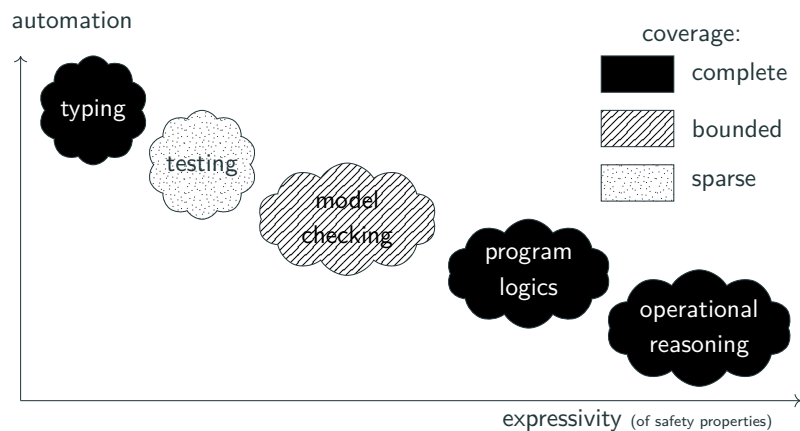 automation
coverage:
complete
bounded
sparse
typing
testing
model
checking
program
logics
operational
reasoning
expressivity (of safety properties)